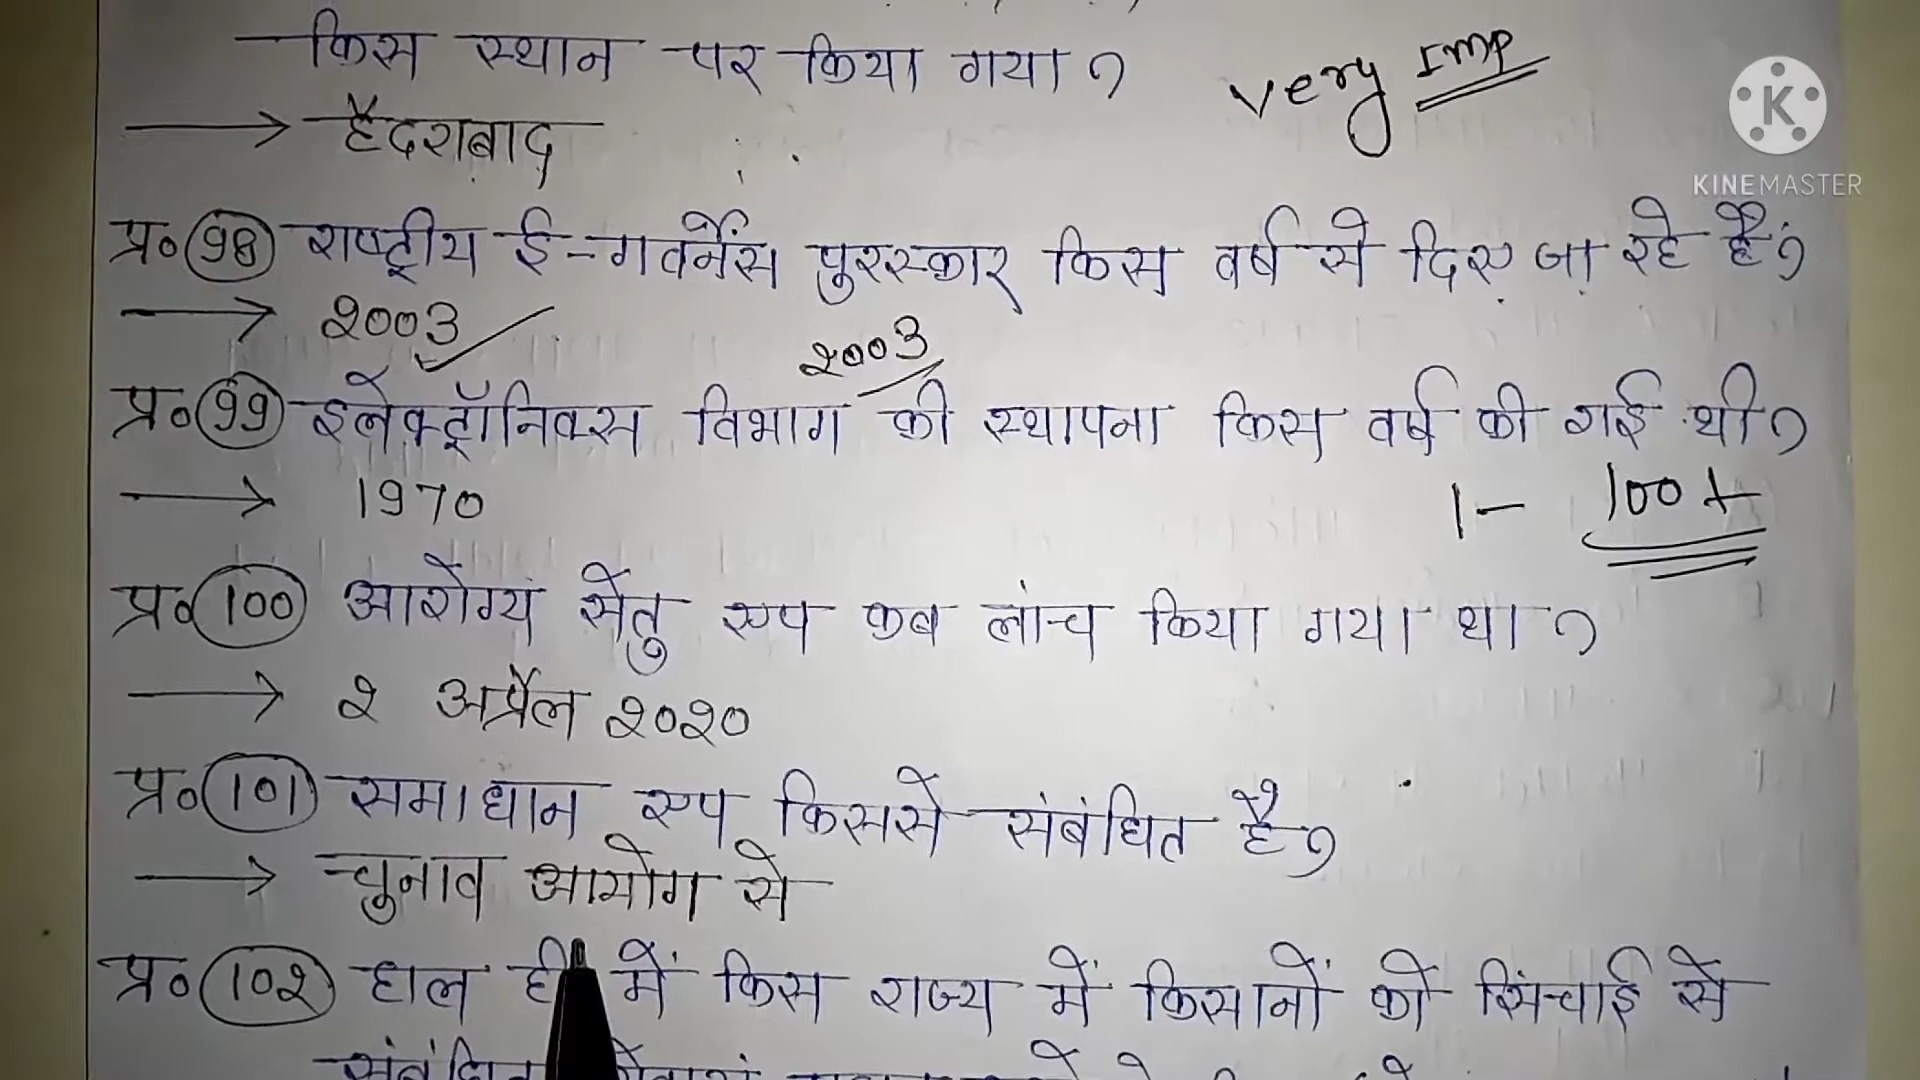 किस स्थान पर किया गया?
very Imp
→ हैदराबाद
KINEMASTER
प्र० 98 राष्ट्रीय ई-गवर्नेंस पुरस्कार किस वर्ष से दिए जा रहे हैं?
→ 2003
2003
प्र० 99 इलेक्ट्रॉनिक्स विभाग की स्थापना किस वर्ष की गई थी?
→ 1970
1- 100+
प्र० 100 आरोग्य सेतु एप कब लांच किया गया था?
→ 2 अप्रैल 2020
प्र० 101 समाधान एप किससे संबंधित है?
→ चुनाव आयोग से
प्र० 102 हाल ही में किस राज्य में किसानों को सिंचाई से
संबंधित